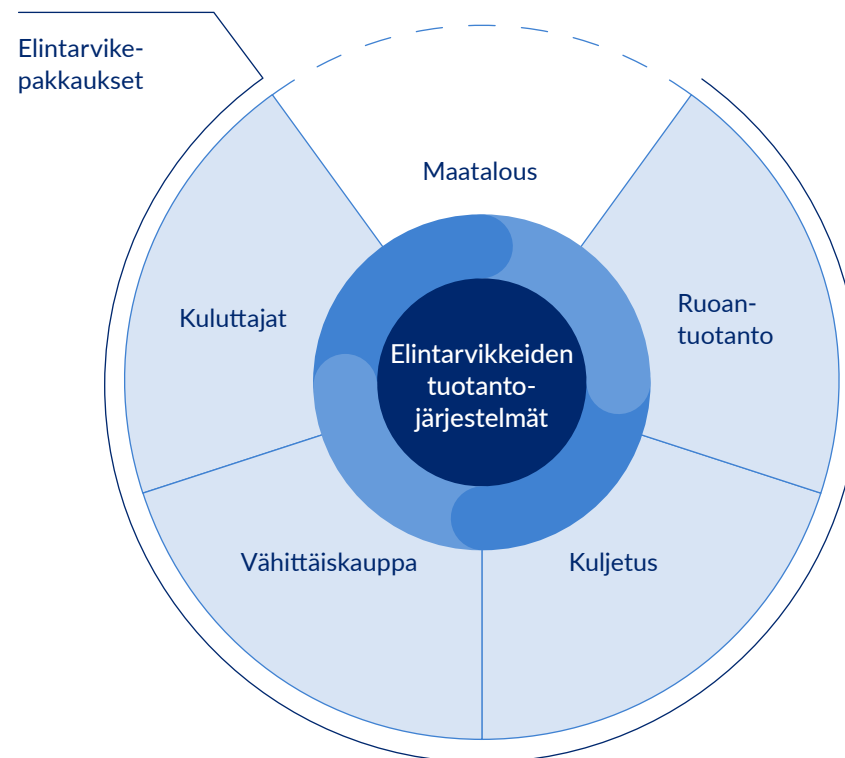 Elintarvike-
pakkaukset
Maatalous
Ruoan-
tuotanto
Kuluttajat
Elintarvikkeiden
tuotanto-
järjestelmät
Vähittäiskauppa
Kuljetus